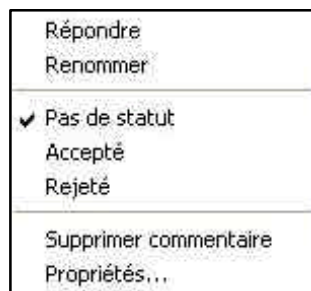 Répondre
Renommer
Pas de statut
Accepté
Rejeté
Supprimer commentaire
Propriétés...